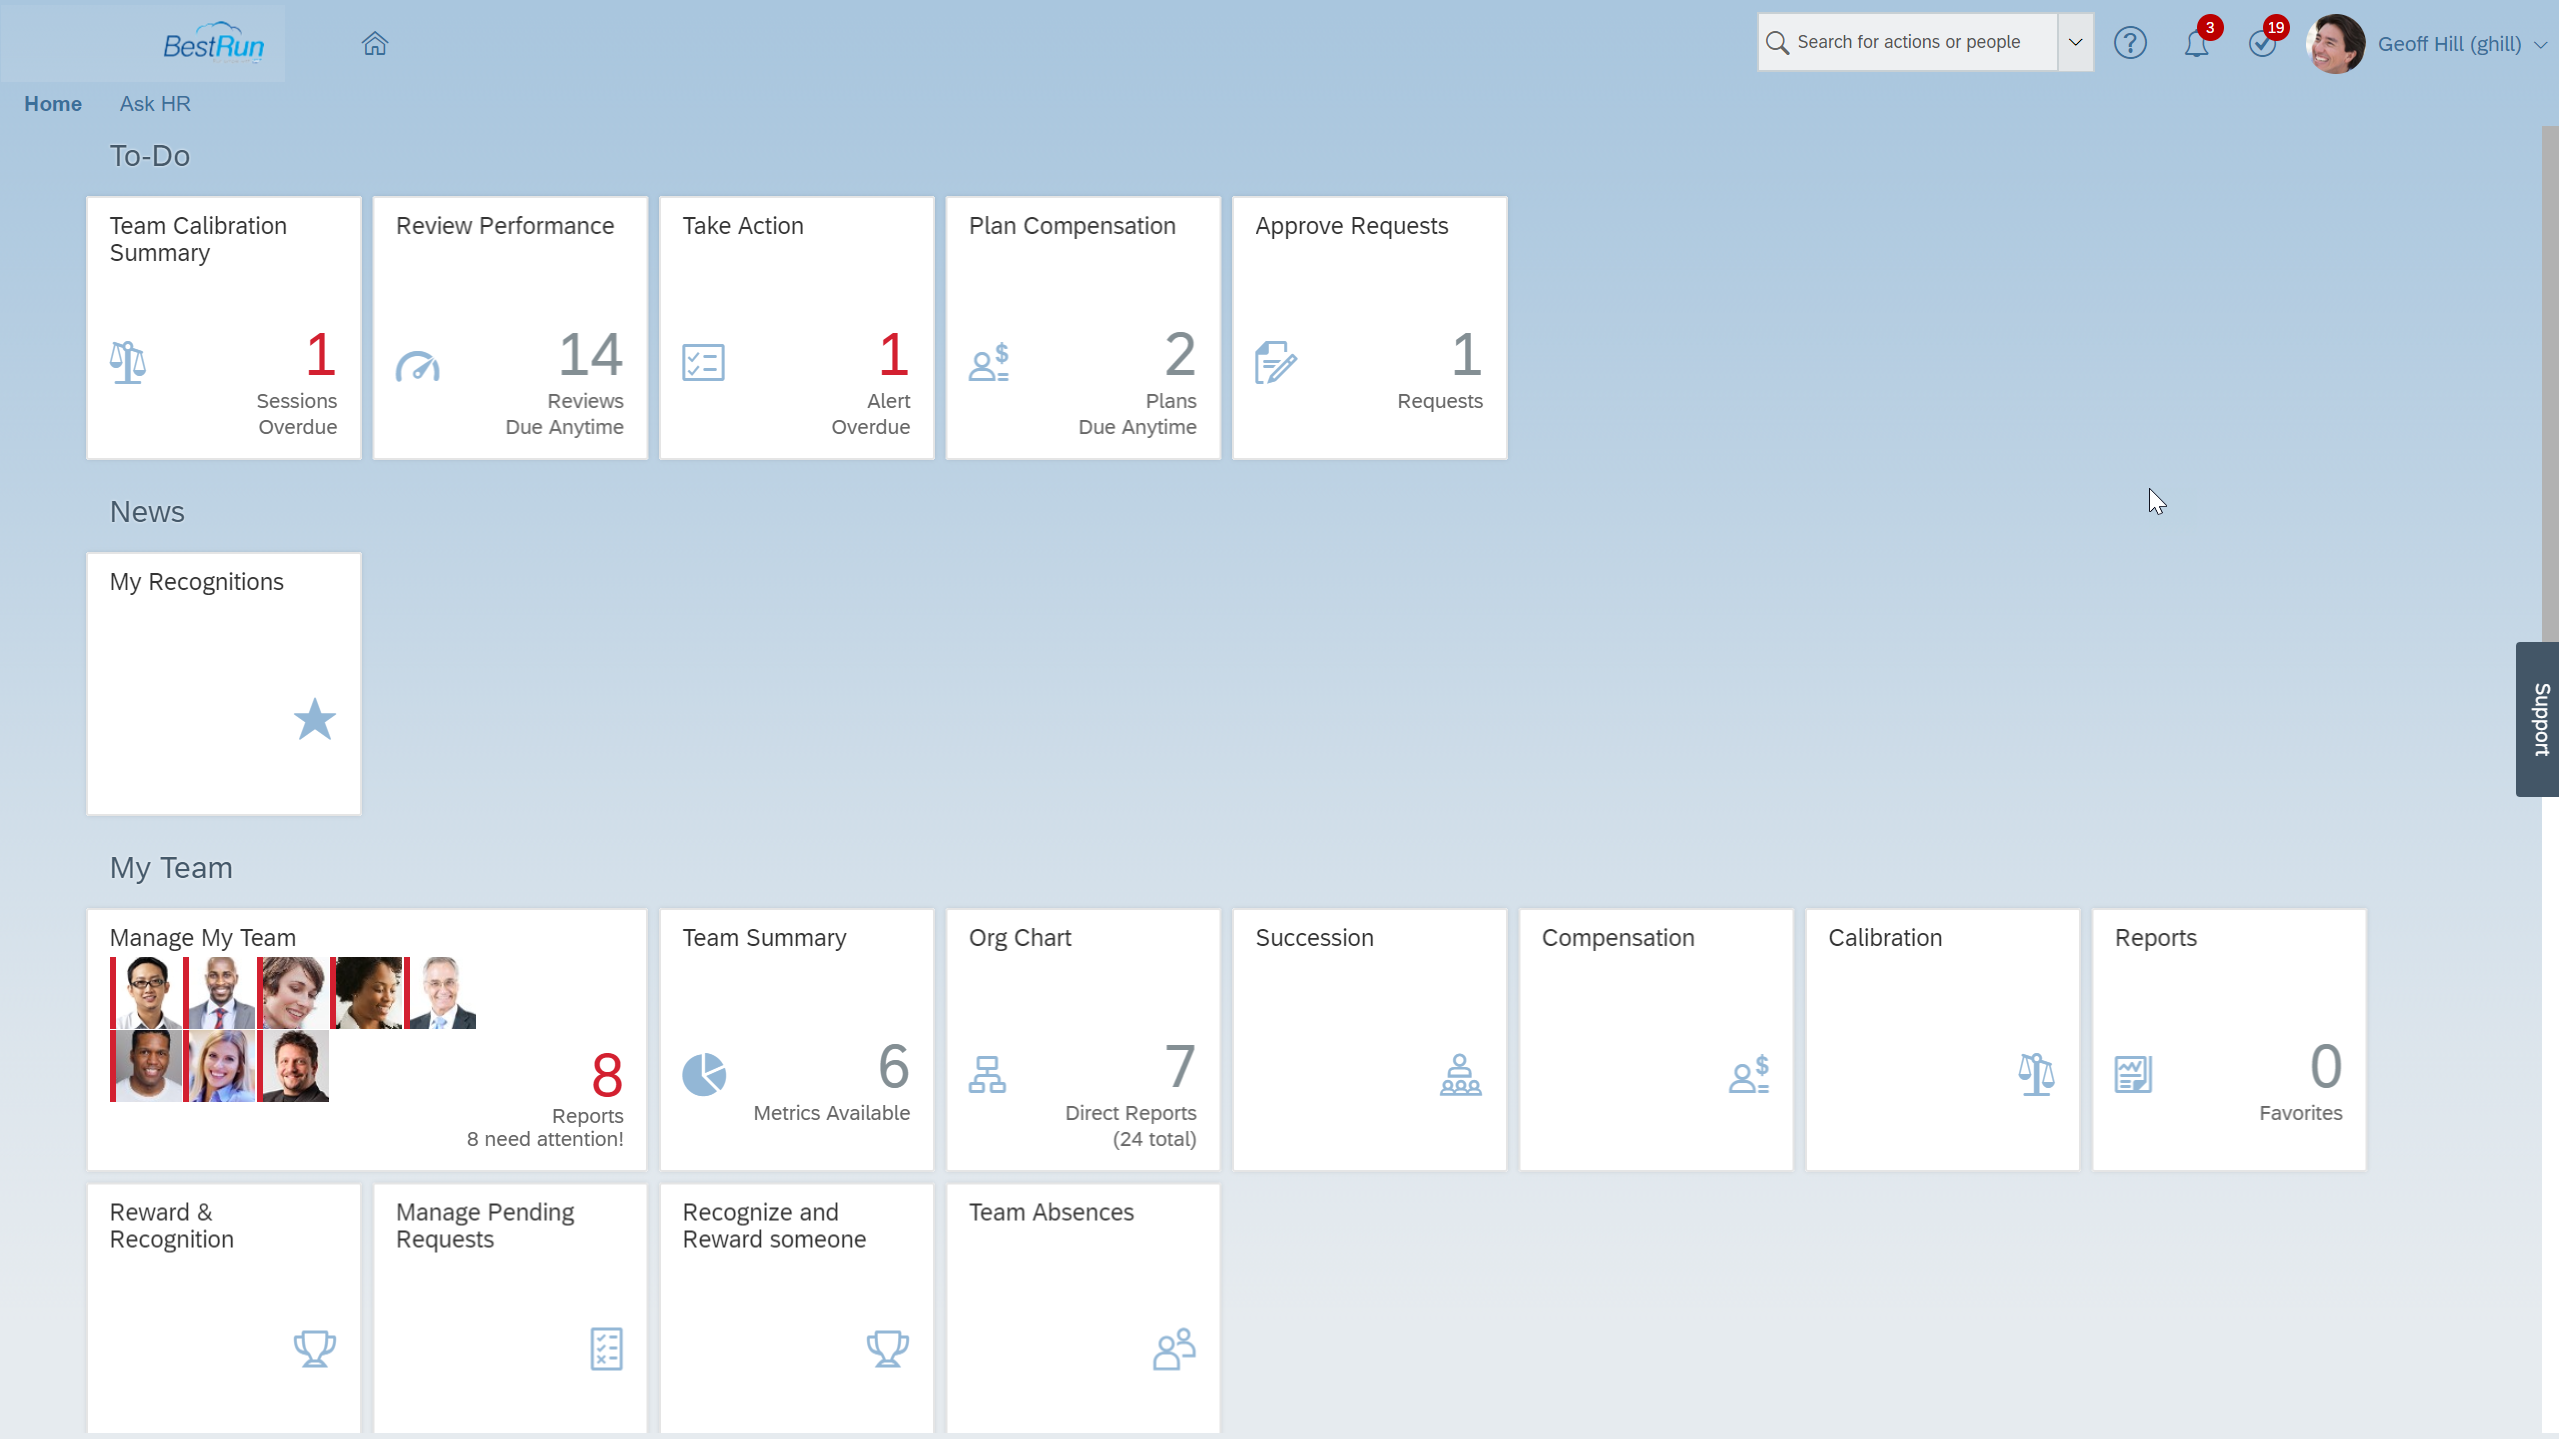 BestRun
Search for actions or people
3
19
Geoff Hill (ghill)
Home
Ask HR
To-Do
Team Calibration
Summary
1
Sessions
Overdue
Review Performance
14
Reviews
Due Anytime
Take Action
1
Alert
Overdue
Plan Compensation
2
Plans
Due Anytime
Approve Requests
1
Requests
News
My Recognitions
Support
My Team
Manage My Team
8
Reports
8 need attention!
Team Summary
6
Metrics Available
Org Chart
7
Direct Reports
(24 total)
Succession
Compensation
Calibration
Reports
0
Favorites
Reward &
Recognition
Manage Pending
Requests
Recognize and
Reward someone
Team Absences